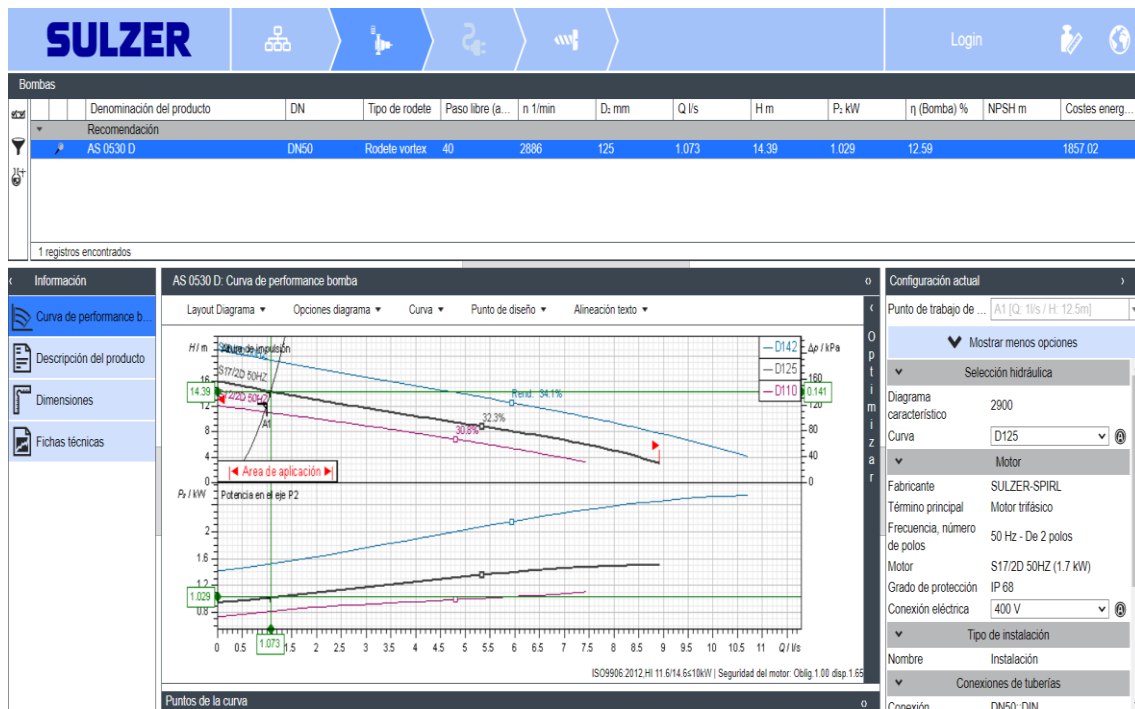 SULZER
Login
Bombas
Denominación del producto DN Tipo de rodete Paso libre (a... n 1/min D₂ mm Q l/s H m P₂ kW η (Bomba) % NPSH m Costes energ...
Recomendación
AS 0530 D DN50 Rodete vortex 40 2886 125 1.073 14.39 1.029 12.59 1857.02
1 registros encontrados
Información
Curva de performance b...
Descripción del producto
Dimensiones
Fichas técnicas
AS 0530 D: Curva de performance bomba
Layout Diagrama Opciones diagrama Curva Punto de diseño Alineación texto
Optimizar
H / m Altura de impulsión
Δp / kPa
D142
D125
D110
S17/2D 50HZ
S12/2D 50HZ
16
14.39
12
8
4
0
160
0.141
120
80
40
0
Rend. 34.1%
32.3%
30.8%
A1
Area de aplicación
P₂ / kW Potencia en el eje P2
2
1.6
1.2
1.029
0.8
0 0.5 1.073 1.5 2 2.5 3 3.5 4 4.5 5 5.5 6 6.5 7 7.5 8 8.5 9 9.5 10 10.5 11 Q / l/s
ISO9906:2012,HI 11.6/14.6≤10kW | Seguridad del motor: Oblig.1.00 disp.1.65
Puntos de la curva
Configuración actual
Punto de trabajo de ... A1 [Q: 1l/s / H: 12.5m]
Mostrar menos opciones
Selección hidráulica
Diagrama característico 2900
Curva D125
Motor
Fabricante SULZER-SPIRL
Término principal Motor trifásico
Frecuencia, número de polos 50 Hz - De 2 polos
Motor S17/2D 50HZ (1.7 kW)
Grado de protección IP 68
Conexión eléctrica 400 V
Tipo de instalación
Nombre Instalación
Conexiones de tuberías
Conexión DN50::DIN